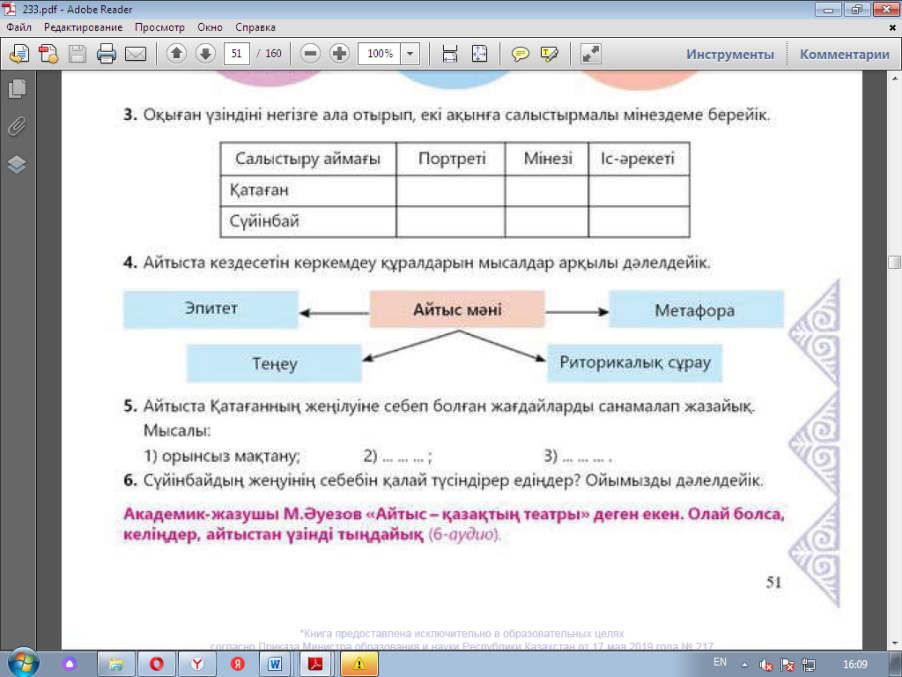 233.pdf - Adobe Reader
Файл Редактирование Просмотр Окно Справка
51 / 160 100% Инструменты Комментарии
3. Оқыған үзіндіні негізге ала отырып, екі ақынға салыстырмалы мінездеме берейік.
Салыстыру аймағы Портреті Мінезі Іс-әрекеті
Қатаған
Сүйінбай
4. Айтыста кездесетін көркемдеу құралдарын мысалдар арқылы дәлелдейік.
Эпитет Айтыс мәні Метафора
Теңеу Риторикалық сұрау
5. Айтыста Қатағанның жеңілуіне себеп болған жағдайларды санамалап жазайық.
Мысалы:
1) орынсыз мақтану; 2) ... ... ... ; 3) ... ... ... .
6. Сүйінбайдың жеңуінің себебін қалай түсіндірер едіңдер? Ойымызды дәлелдейік.
Академик-жазушы М.Әуезов «Айтыс – қазақтың театры» деген екен. Олай болса,
келіңдер, айтыстан үзінді тыңдайық (6-аудио).
51
*Книга предоставлена исключительно в образовательных целях
согласно Приказа Министра образования и науки Республики Казахстан от 17 мая 2019 года № 217
EN 16:09